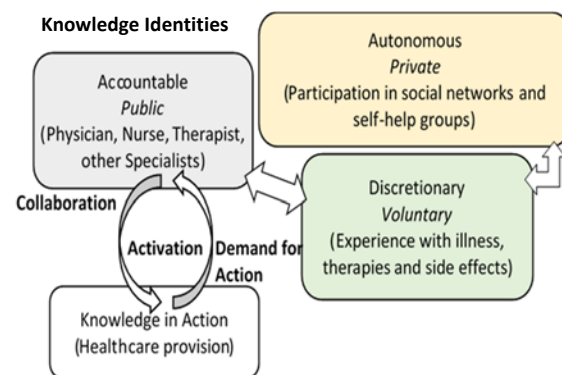 Knowledge Identities
Autonomous
Private
(Participation in social networks and
self-help groups)
Accountable
Public
(Physician, Nurse, Therapist,
other Specialists)
Discretionary
Voluntary
(Experience with illness,
therapies and side effects)
Collaboration
Activation
Demand for
Action
Knowledge in Action
(Healthcare provision)